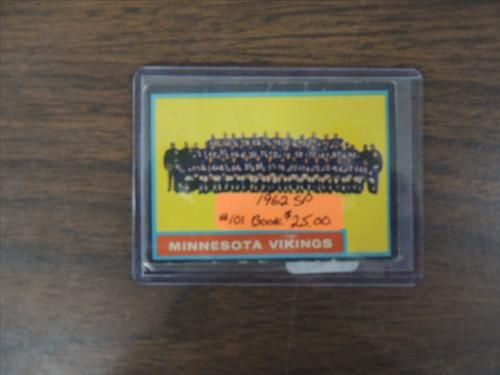 1962 SP
#101 Book $25.00
MINNESOTA VIKINGS